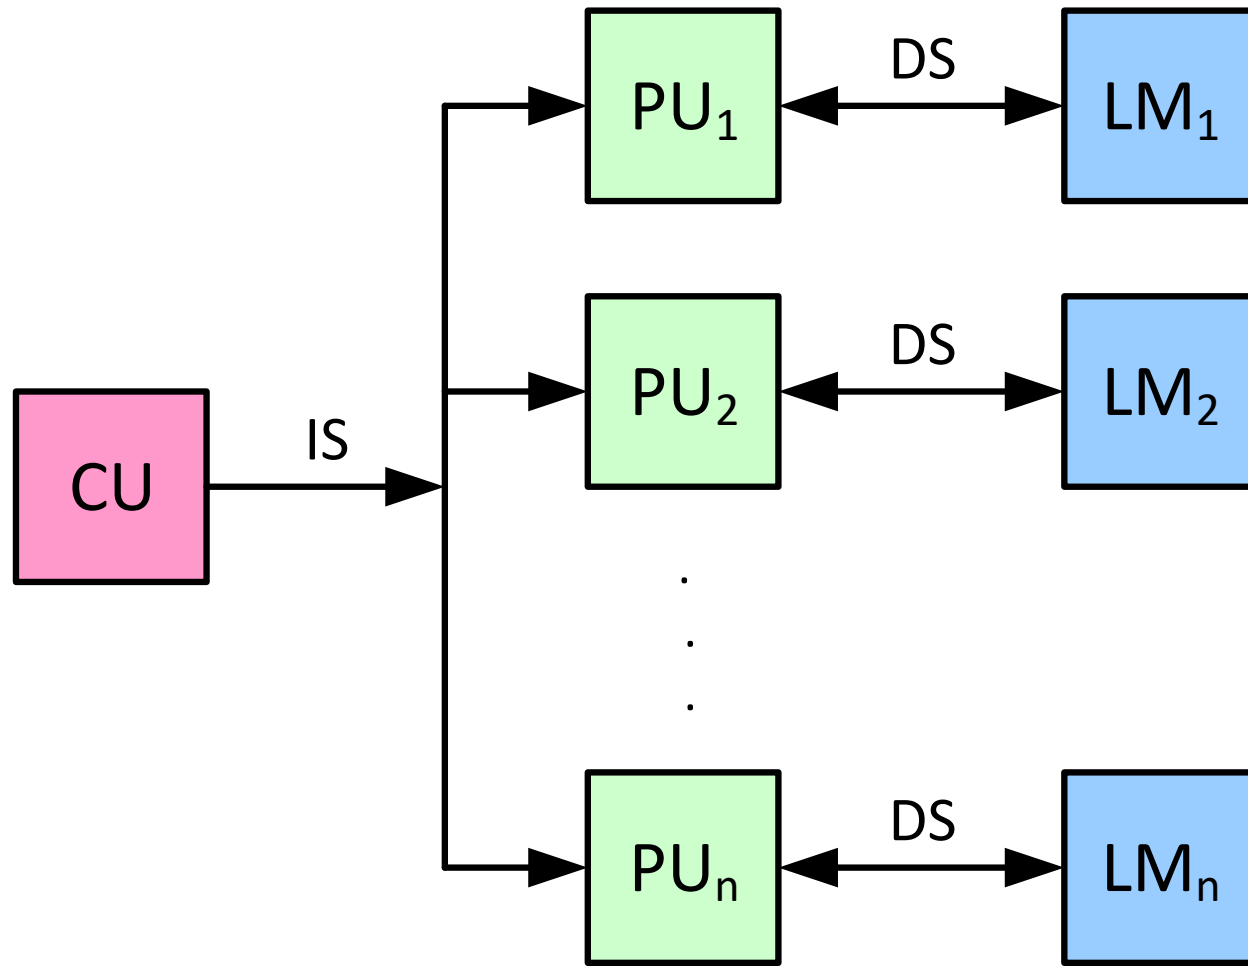 DS
PU₁
LM₁
DS
PU₂
LM₂
IS
CU
.
.
.
DS
PUₙ
LMₙ